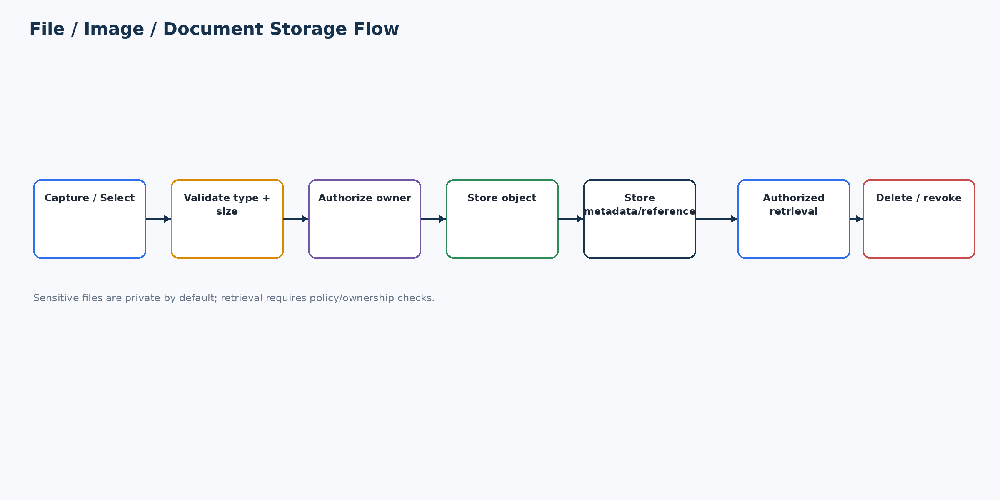 File / Image / Document Storage Flow
Capture / Select
Validate type +
size
Authorize owner
Store object
Store
metadata/reference
Authorized
retrieval
Delete / revoke
Sensitive files are private by default; retrieval requires policy/ownership checks.